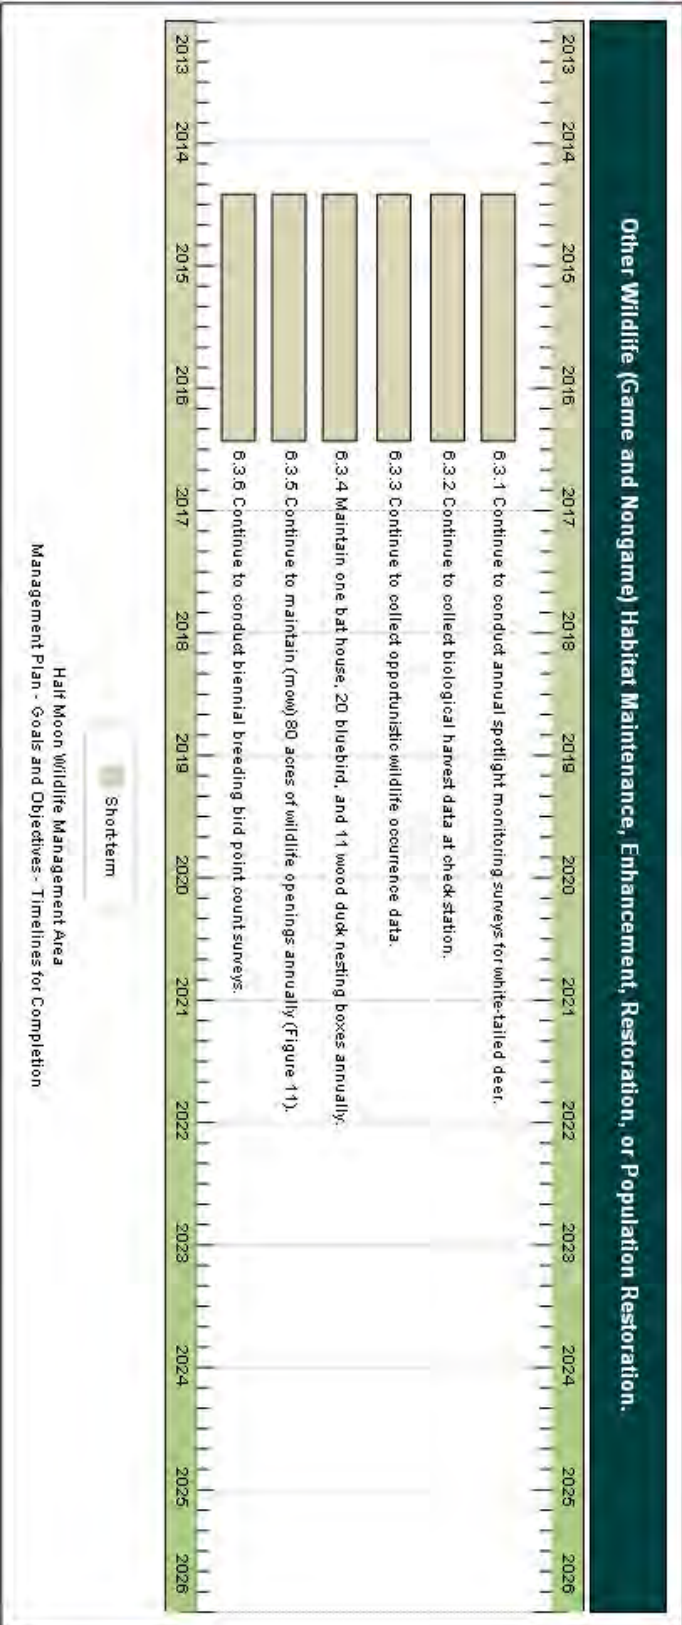 Other Wildlife (Game and Nongame) Habitat Maintenance, Enhancement, Restoration, or Population Restoration.
2013 2014 2015 2016 2017 2018 2019 2020 2021 2022 2023 2024 2025 2026
6.3.1 Continue to conduct annual spotlight monitoring surveys for white-tailed deer.
6.3.2 Continue to collect biological harvest data at check station.
6.3.3 Continue to collect opportunistic wildlife occurrence data.
6.3.4 Maintain one bat house, 20 bluebird, and 11 wood duck nesting boxes annually.
6.3.5 Continue to maintain (mow) 80 acres of wildlife openings annually (Figure 11).
6.3.6 Continue to conduct biennial breeding bird point count surveys.
2013 2014 2015 2016 2017 2018 2019 2020 2021 2022 2023 2024 2025 2026
Short-term
Half Moon Wildlife Management Area
Management Plan - Goals and Objectives - Timelines for Completion